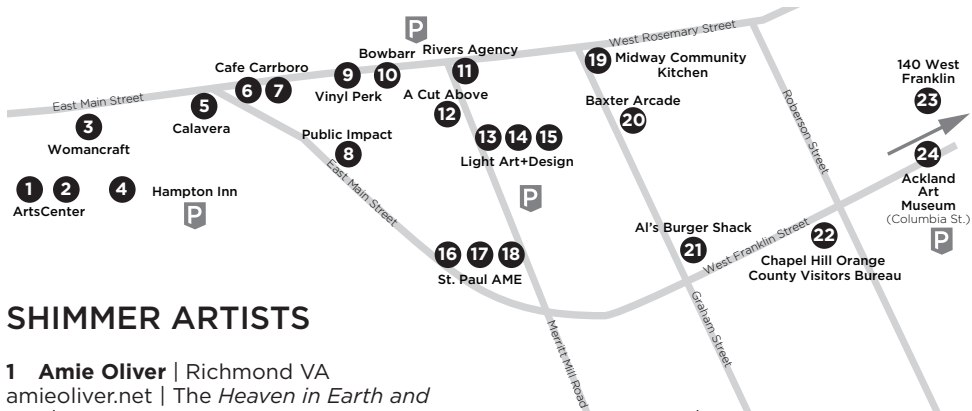 P
West Rosemary Street
Bowbarr
Rivers Agency
Cafe Carrboro
9
10
11
19
Midway Community
Kitchen
140 West
Franklin
6
7
Vinyl Perk
A Cut Above
23
East Main Street
5
Calavera
12
Baxter Arcade
20
Roberson Street
3
Womancraft
Public Impact
8
13
14
15
Light Art+Design
24
Ackland
Art
Museum
(Columbia St.)
P
1
2
4
ArtsCenter
Hampton Inn
P
East Main Street
P
Al's Burger Shack
21
West Franklin Street
22
Chapel Hill Orange
County Visitors Bureau
16
17
18
St. Paul AME
Merritt Mill Road
Graham Street
SHIMMER ARTISTS
1 Amie Oliver | Richmond VA
amieoliver.net | The Heaven in Earth and